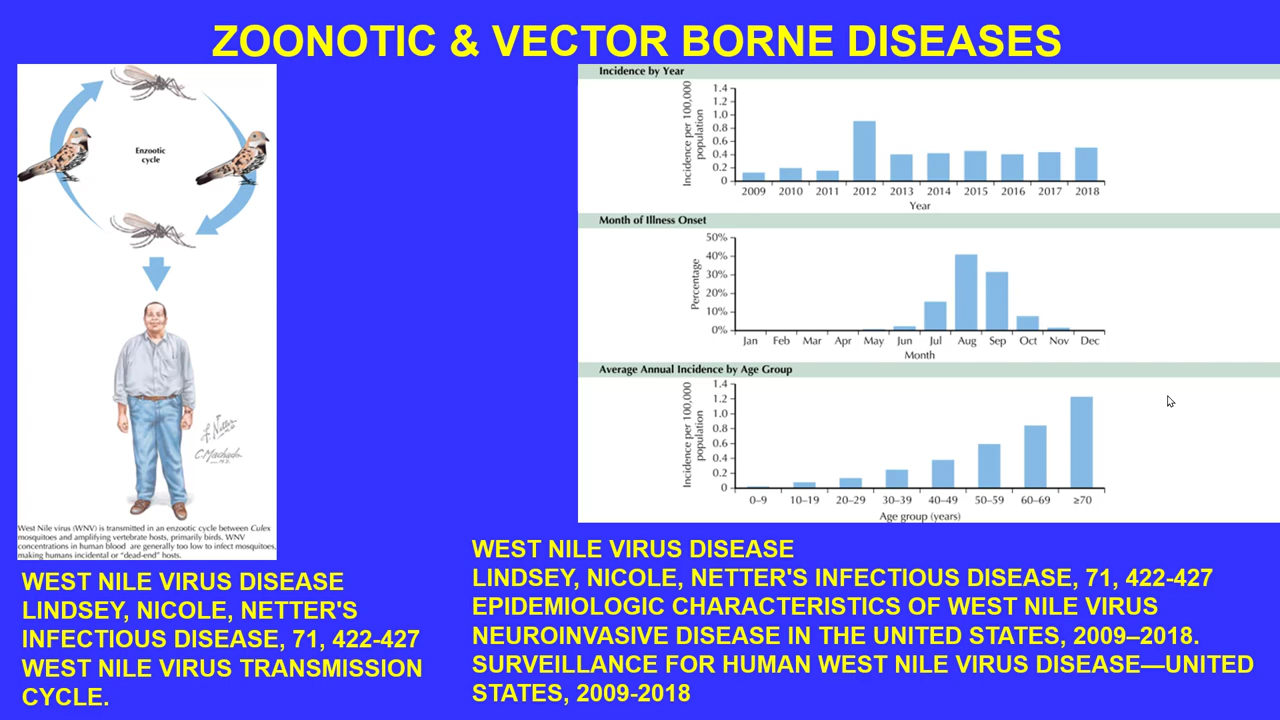 ZOONOTIC & VECTOR BORNE DISEASES
Enzootic
cycle
F. Netter
M.D.
C. Machado
M.D.
West Nile virus (WNV) is transmitted in an enzootic cycle between Culex
mosquitoes and amplifying vertebrate hosts, primarily birds. WNV
concentrations in human blood are generally too low to infect mosquitoes,
making humans incidental or “dead-end” hosts.
WEST NILE VIRUS DISEASE
LINDSEY, NICOLE, NETTER'S
INFECTIOUS DISEASE, 71, 422-427
WEST NILE VIRUS TRANSMISSION
CYCLE.
Incidence by Year
Incidence per 100,000
population
1.4
1.2
1.0
0.8
0.6
0.4
0.2
0
2009 2010 2011 2012 2013 2014 2015 2016 2017 2018
Year
Month of Illness Onset
Percentage
50%
40%
30%
20%
10%
0%
Jan Feb Mar Apr May Jun Jul Aug Sep Oct Nov Dec
Month
Average Annual Incidence by Age Group
Incidence per 100,000
population
1.4
1.2
1.0
0.8
0.6
0.4
0.2
0
0–9 10–19 20–29 30–39 40–49 50–59 60–69 ≥70
Age group (years)
WEST NILE VIRUS DISEASE
LINDSEY, NICOLE, NETTER'S INFECTIOUS DISEASE, 71, 422-427
EPIDEMIOLOGIC CHARACTERISTICS OF WEST NILE VIRUS
NEUROINVASIVE DISEASE IN THE UNITED STATES, 2009–2018.
SURVEILLANCE FOR HUMAN WEST NILE VIRUS DISEASE—UNITED
STATES, 2009-2018